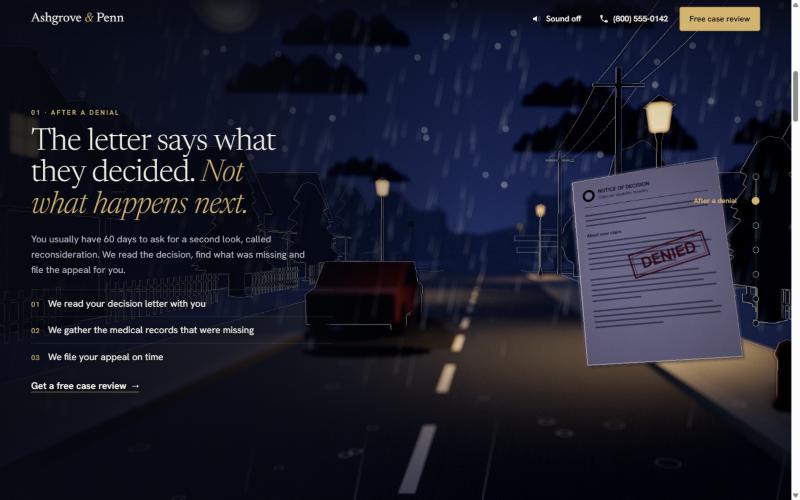 Ashgrove & Penn
Sound off
(800) 555-0142
Free case review
01 · AFTER A DENIAL
The letter says what
they decided. Not
what happens next.
You usually have 60 days to ask for a second look, called
reconsideration. We read the decision, find what was missing and
file the appeal for you.
01 We read your decision letter with you
02 We gather the medical records that were missing
03 We file your appeal on time
Get a free case review →
NOTICE OF DECISION
About your claim
DENIED
After a denial